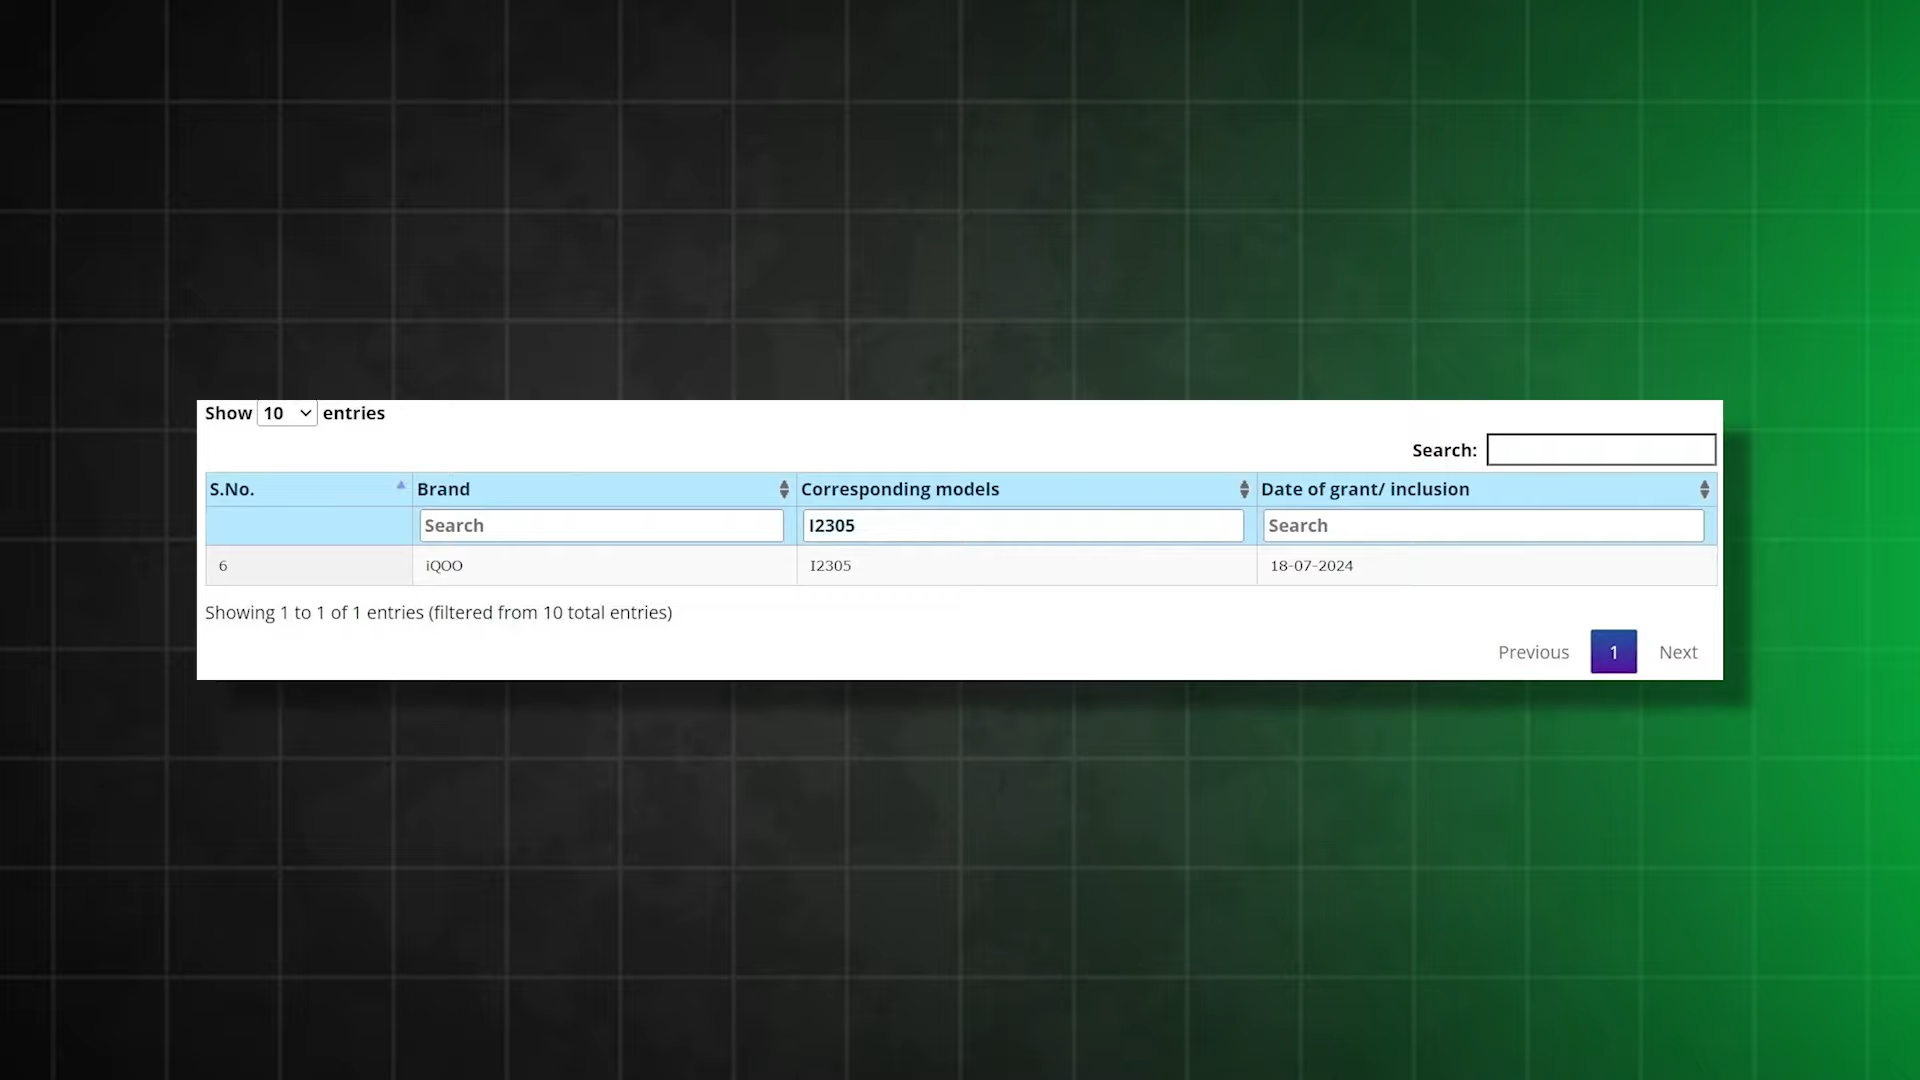 Show 10 entries
Search:
S.No. Brand Corresponding models Date of grant/ inclusion
Search I2305 Search
6 iQOO I2305 18-07-2024
Showing 1 to 1 of 1 entries (filtered from 10 total entries)
Previous 1 Next